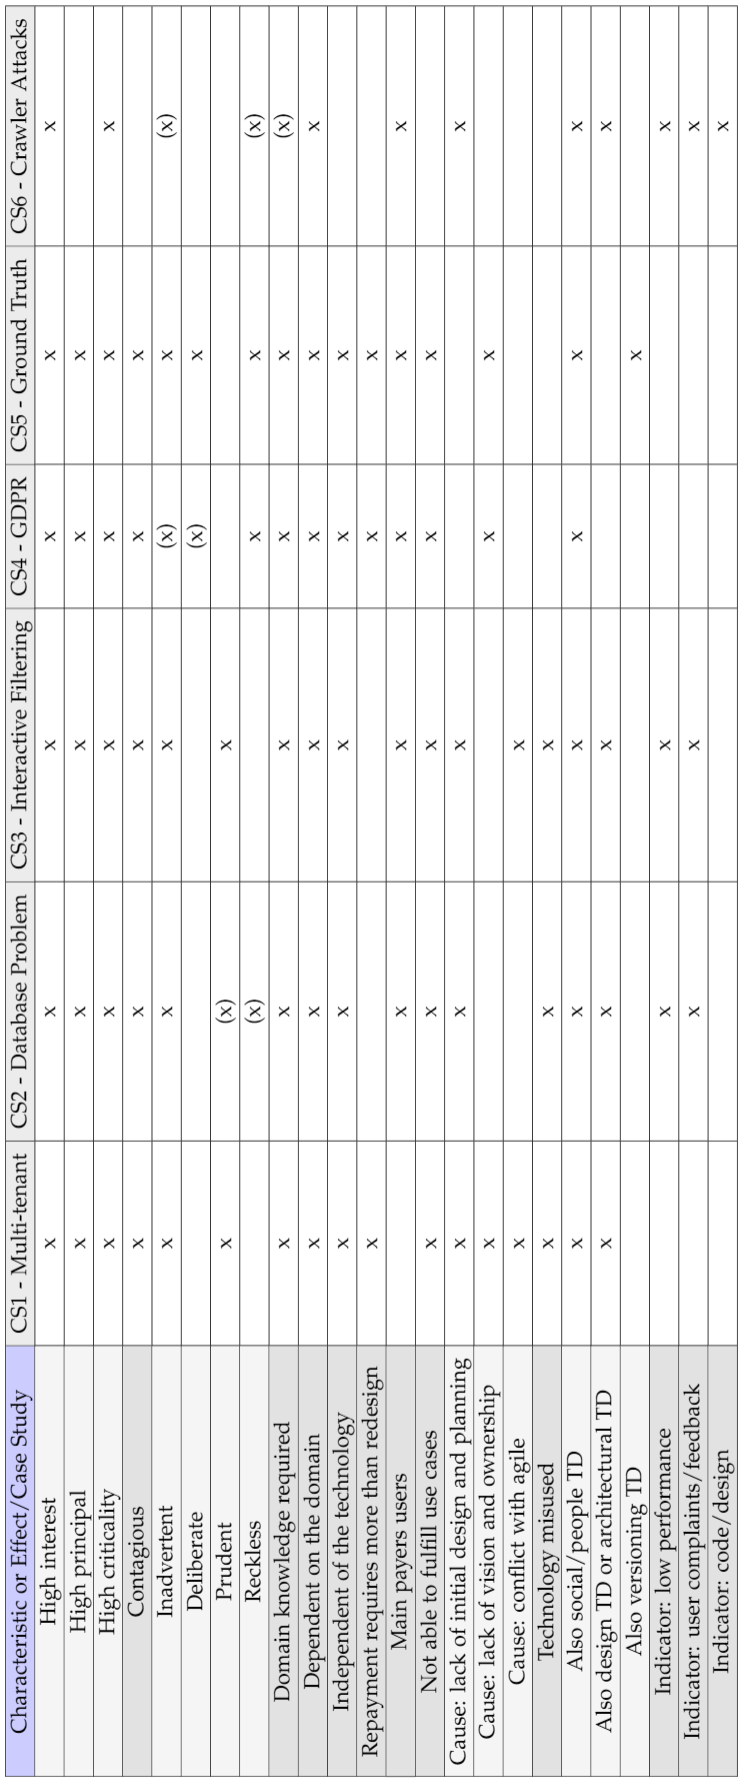 Characteristic or Effect/Case Study CS1 - Multi-tenant CS2 - Database Problem CS3 - Interactive Filtering CS4 - GDPR CS5 - Ground Truth CS6 - Crawler Attacks
High interest x x x x x x
High principal x x x x x
High criticality x x x x x x
Contagious x x x x x
Inadvertent x x x (x) x (x)
Deliberate (x) x
Prudent x (x) x
Reckless (x) x x (x)
Domain knowledge required x x x x x (x)
Dependent on the domain x x x x x x
Independent of the technology x x x x x
Repayment requires more than redesign x x x
Main payers users x x x x x
Not able to fulfill use cases x x x x x
Cause: lack of initial design and planning x x x x
Cause: lack of vision and ownership x x x
Cause: conflict with agile x x
Technology misused x x x
Also social/people TD x x x x x x
Also design TD or architectural TD x x x x
Also versioning TD x
Indicator: low performance x x x
Indicator: user complaints/feedback x x x
Indicator: code/design x